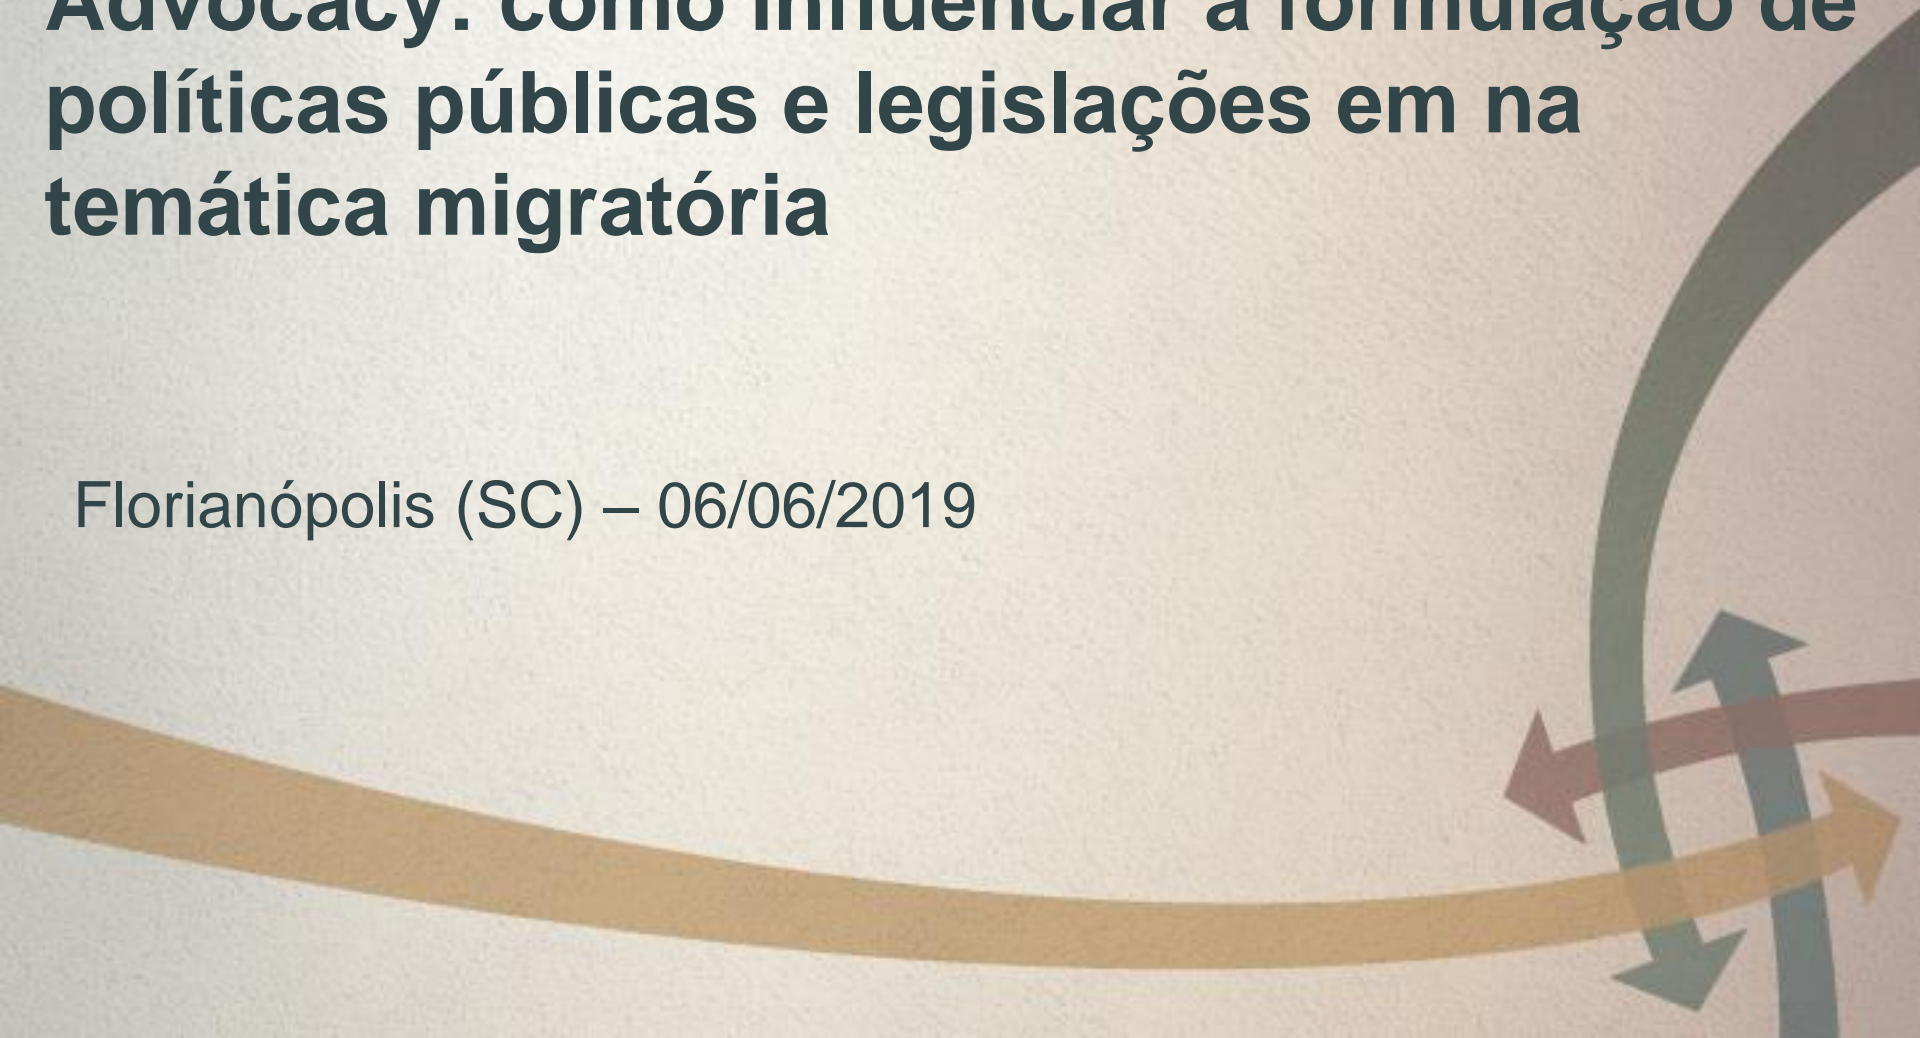 Advocacy: como influenciar a formulação de
políticas públicas e legislações em na
temática migratória
Florianópolis (SC) – 06/06/2019